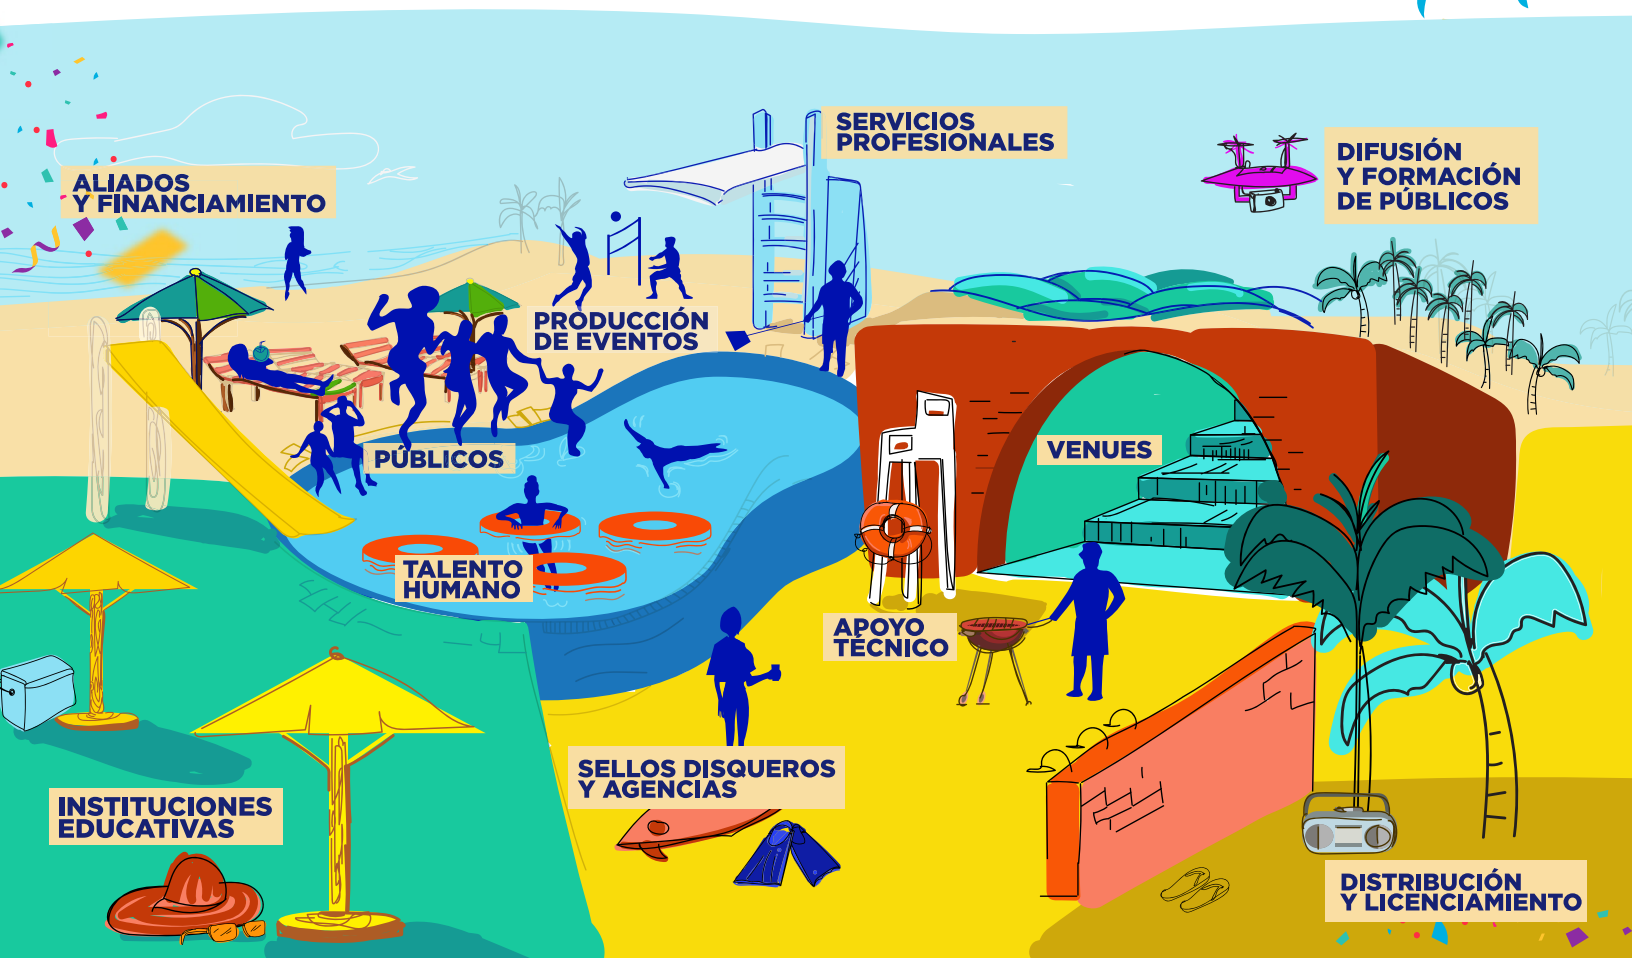 SERVICIOS
PROFESIONALES
DIFUSIÓN
Y FORMACIÓN
DE PÚBLICOS
ALIADOS
Y FINANCIAMIENTO
PRODUCCIÓN
DE EVENTOS
PÚBLICOS
VENUES
TALENTO
HUMANO
APOYO
TÉCNICO
SELLOS DISQUEROS
Y AGENCIAS
INSTITUCIONES
EDUCATIVAS
DISTRIBUCIÓN
Y LICENCIAMIENTO